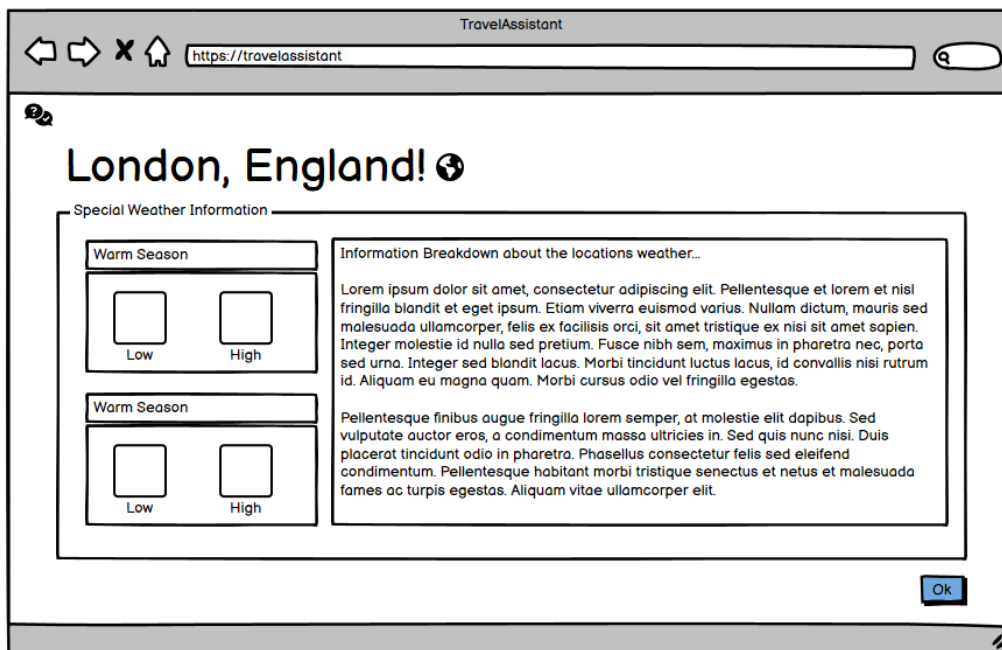 TravelAssistant
https://travelassistant
London, England!
Special Weather Information
Warm Season
Low
High
Warm Season
Low
High
Information Breakdown about the locations weather...
Lorem ipsum dolor sit amet, consectetur adipiscing elit. Pellentesque et lorem et nisl
fringilla blandit et eget ipsum. Etiam viverra euismod varius. Nullam dictum, mauris sed
malesuada ullamcorper, felis ex facilisis orci, sit amet tristique ex nisi sit amet sapien.
Integer molestie id nulla sed pretium. Fusce nibh sem, maximus in pharetra nec, porta
sed urna. Integer sed blandit lacus. Morbi tincidunt luctus lacus, id convallis nisi rutrum
id. Aliquam eu magna quam. Morbi cursus odio vel fringilla egestas.
Pellentesque finibus augue fringilla lorem semper, at molestie elit dapibus. Sed
vulputate auctor eros, a condimentum massa ultricies in. Sed quis nunc nisi. Duis
placerat tincidunt odio in pharetra. Phasellus consectetur felis sed eleifend
condimentum. Pellentesque habitant morbi tristique senectus et netus et malesuada
fames ac turpis egestas. Aliquam vitae ullamcorper elit.
Ok